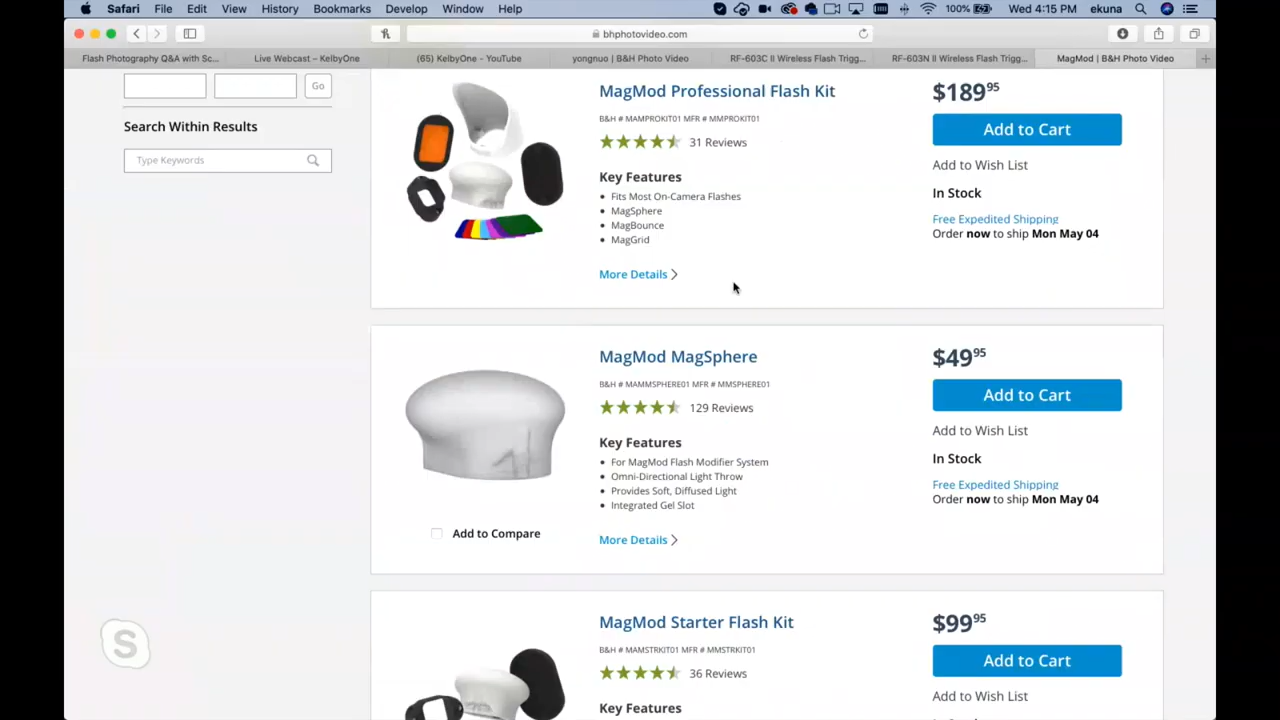 Safari File Edit View History Bookmarks Develop Window Help 100% Wed 4:15 PM ekuna
bhphotovideo.com
Flash Photography Q&A with Sc... Live Webcast – KelbyOne (65) KelbyOne - YouTube yongnuo | B&H Photo Video RF-603C II Wireless Flash Trigg... RF-603N II Wireless Flash Trigg... MagMod | B&H Photo Video
Go
Search Within Results
Type Keywords
MagMod Professional Flash Kit
B&H # MAMPROKIT01 MFR # MMPROKIT01
31 Reviews
Key Features
• Fits Most On-Camera Flashes
• MagSphere
• MagBounce
• MagGrid
More Details
$189.95
Add to Cart
Add to Wish List
In Stock
Free Expedited Shipping
Order now to ship Mon May 04
MagMod MagSphere
B&H # MAMMSPHERE01 MFR # MMSPHERE01
129 Reviews
Key Features
• For MagMod Flash Modifier System
• Omni-Directional Light Throw
• Provides Soft, Diffused Light
• Integrated Gel Slot
More Details
Add to Compare
$49.95
Add to Cart
Add to Wish List
In Stock
Free Expedited Shipping
Order now to ship Mon May 04
MagMod Starter Flash Kit
B&H # MAMSTRKIT01 MFR # MMSTRKIT01
36 Reviews
Key Features
$99.95
Add to Cart
Add to Wish List
S